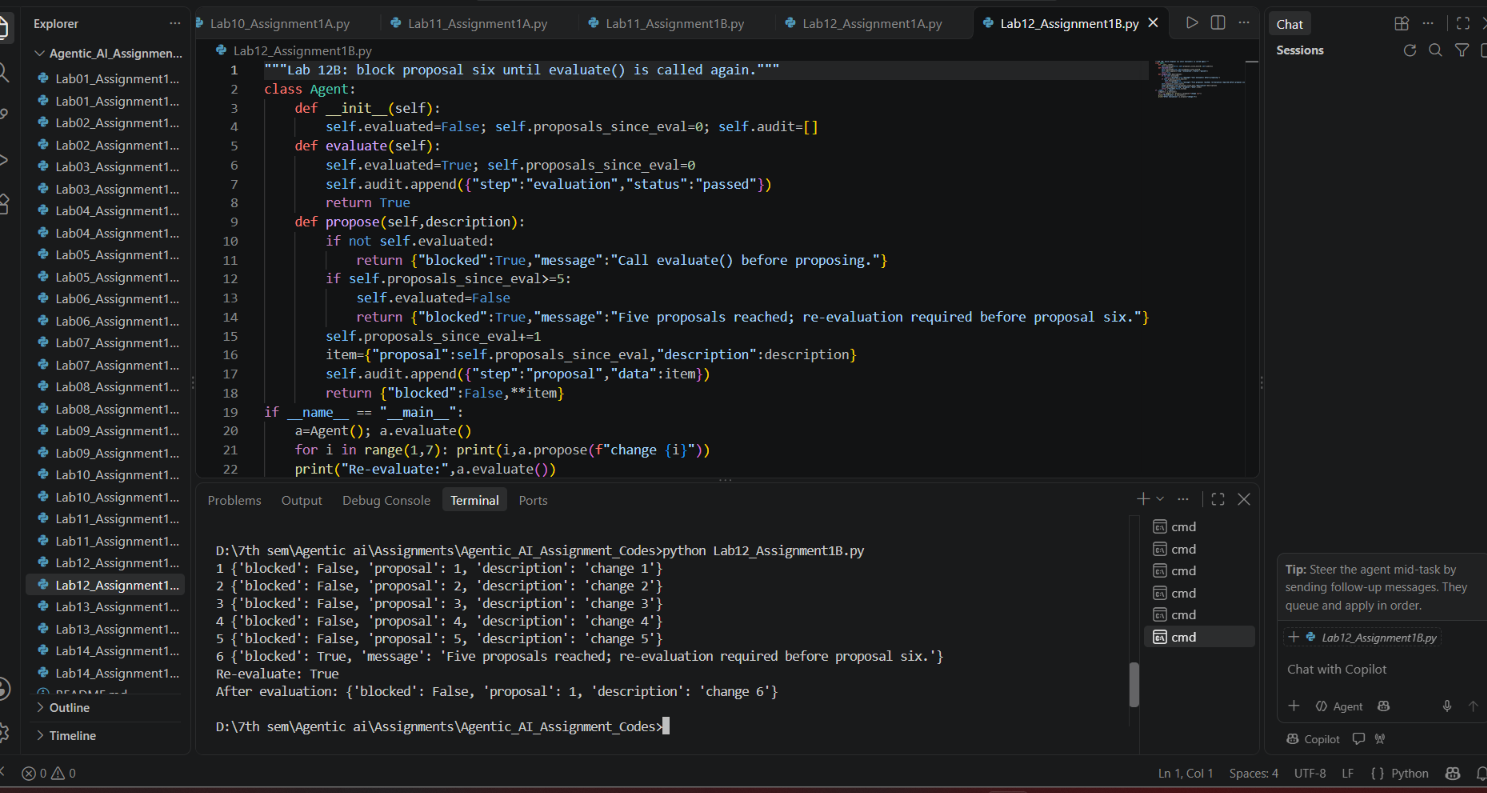 Explorer
Agentic_AI_Assignmen...
Lab01_Assignment1...
Lab01_Assignment1...
Lab02_Assignment1...
Lab02_Assignment1...
Lab03_Assignment1...
Lab03_Assignment1...
Lab04_Assignment1...
Lab04_Assignment1...
Lab05_Assignment1...
Lab05_Assignment1...
Lab06_Assignment1...
Lab06_Assignment1...
Lab07_Assignment1...
Lab07_Assignment1...
Lab08_Assignment1...
Lab08_Assignment1...
Lab09_Assignment1...
Lab09_Assignment1...
Lab10_Assignment1...
Lab10_Assignment1...
Lab11_Assignment1...
Lab11_Assignment1...
Lab12_Assignment1...
Lab12_Assignment1...
Lab13_Assignment1...
Lab13_Assignment1...
Lab14_Assignment1...
Lab14_Assignment1...
README.md
Outline
Timeline
Lab10_Assignment1A.py Lab11_Assignment1A.py Lab11_Assignment1B.py Lab12_Assignment1A.py Lab12_Assignment1B.py
Lab12_Assignment1B.py
1 """Lab 12B: block proposal six until evaluate() is called again."""
2 class Agent:
3 def __init__(self):
4 self.evaluated=False; self.proposals_since_eval=0; self.audit=[]
5 def evaluate(self):
6 self.evaluated=True; self.proposals_since_eval=0
7 self.audit.append({"step":"evaluation","status":"passed"})
8 return True
9 def propose(self,description):
10 if not self.evaluated:
11 return {"blocked":True,"message":"Call evaluate() before proposing."}
12 if self.proposals_since_eval>=5:
13 self.evaluated=False
14 return {"blocked":True,"message":"Five proposals reached; re-evaluation required before proposal six."}
15 self.proposals_since_eval+=1
16 item={"proposal":self.proposals_since_eval,"description":description}
17 self.audit.append({"step":"proposal","data":item})
18 return {"blocked":False,**item}
19 if __name__ == "__main__":
20 a=Agent(); a.evaluate()
21 for i in range(1,7): print(i,a.propose(f"change {i}"))
22 print("Re-evaluate:",a.evaluate())
Problems Output Debug Console Terminal Ports
D:\7th sem\Agentic ai\Assignments\Agentic_AI_Assignment_Codes>python Lab12_Assignment1B.py
1 {'blocked': False, 'proposal': 1, 'description': 'change 1'}
2 {'blocked': False, 'proposal': 2, 'description': 'change 2'}
3 {'blocked': False, 'proposal': 3, 'description': 'change 3'}
4 {'blocked': False, 'proposal': 4, 'description': 'change 4'}
5 {'blocked': False, 'proposal': 5, 'description': 'change 5'}
6 {'blocked': True, 'message': 'Five proposals reached; re-evaluation required before proposal six.'}
Re-evaluate: True
After evaluation: {'blocked': False, 'proposal': 1, 'description': 'change 6'}
D:\7th sem\Agentic ai\Assignments\Agentic_AI_Assignment_Codes>
cmd
cmd
cmd
cmd
cmd
cmd
Chat
Sessions
Tip: Steer the agent mid-task by
sending follow-up messages. They
queue and apply in order.
Lab12_Assignment1B.py
Chat with Copilot
Agent
Copilot
0 0
Ln 1, Col 1 Spaces: 4 UTF-8 LF { } Python